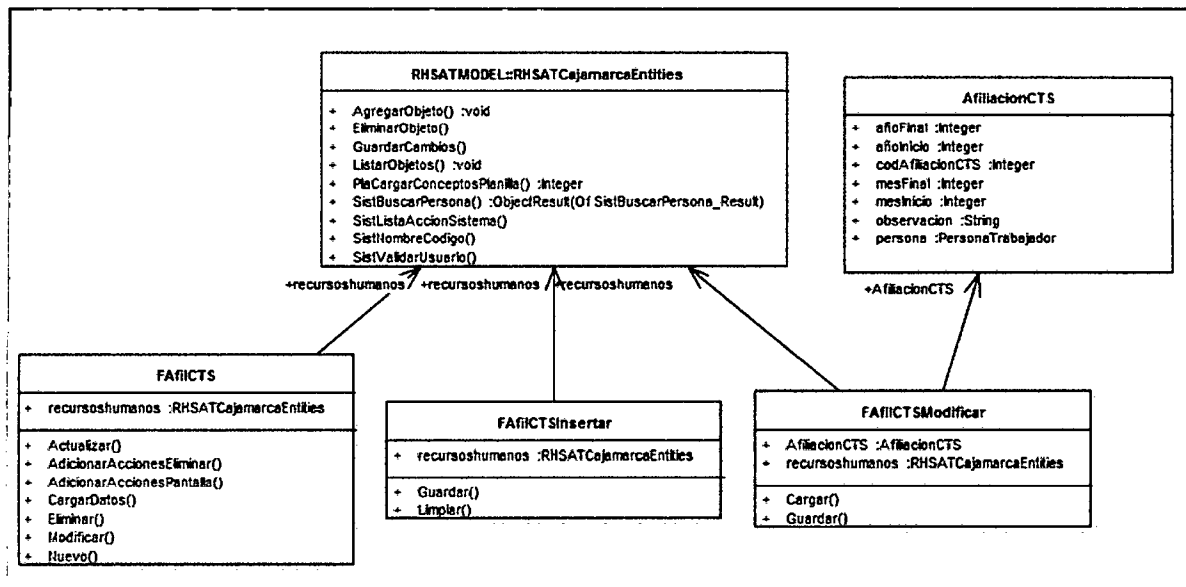 RHSATMODEL::RHSATCajamarcaEntities
+ AgregarObjeto() :void
+ EliminarObjeto()
+ GuardarCambios()
+ ListarObjetos() :void
+ PlaCargarConceptosPlanilla() :Integer
+ SistBuscarPersona() :ObjectResult(Of SistBuscarPersona_Result)
+ SistListaAccionSistema()
+ SistNombreCodigo()
+ SistValidarUsuario()
AfiliacionCTS
+ añoFinal :Integer
+ añoInicio :Integer
+ codAfiliacionCTS :Integer
+ mesFinal :Integer
+ mesInicio :Integer
+ observacion :String
+ persona :PersonaTrabajador
+recursoshumanos +recursoshumanos +recursoshumanos
+AfiliacionCTS
FAfilCTS
+ recursoshumanos :RHSATCajamarcaEntities
+ Actualizar()
+ AdicionarAccionesEliminar()
+ AdicionarAccionesPantalla()
+ CargarDatos()
+ Eliminar()
+ Modificar()
+ Nuevo()
FAfilCTSInsertar
+ recursoshumanos :RHSATCajamarcaEntities
+ Guardar()
+ Limpiar()
FAfilCTSModificar
+ AfiliacionCTS :AfiliacionCTS
+ recursoshumanos :RHSATCajamarcaEntities
+ Cargar()
+ Guardar()